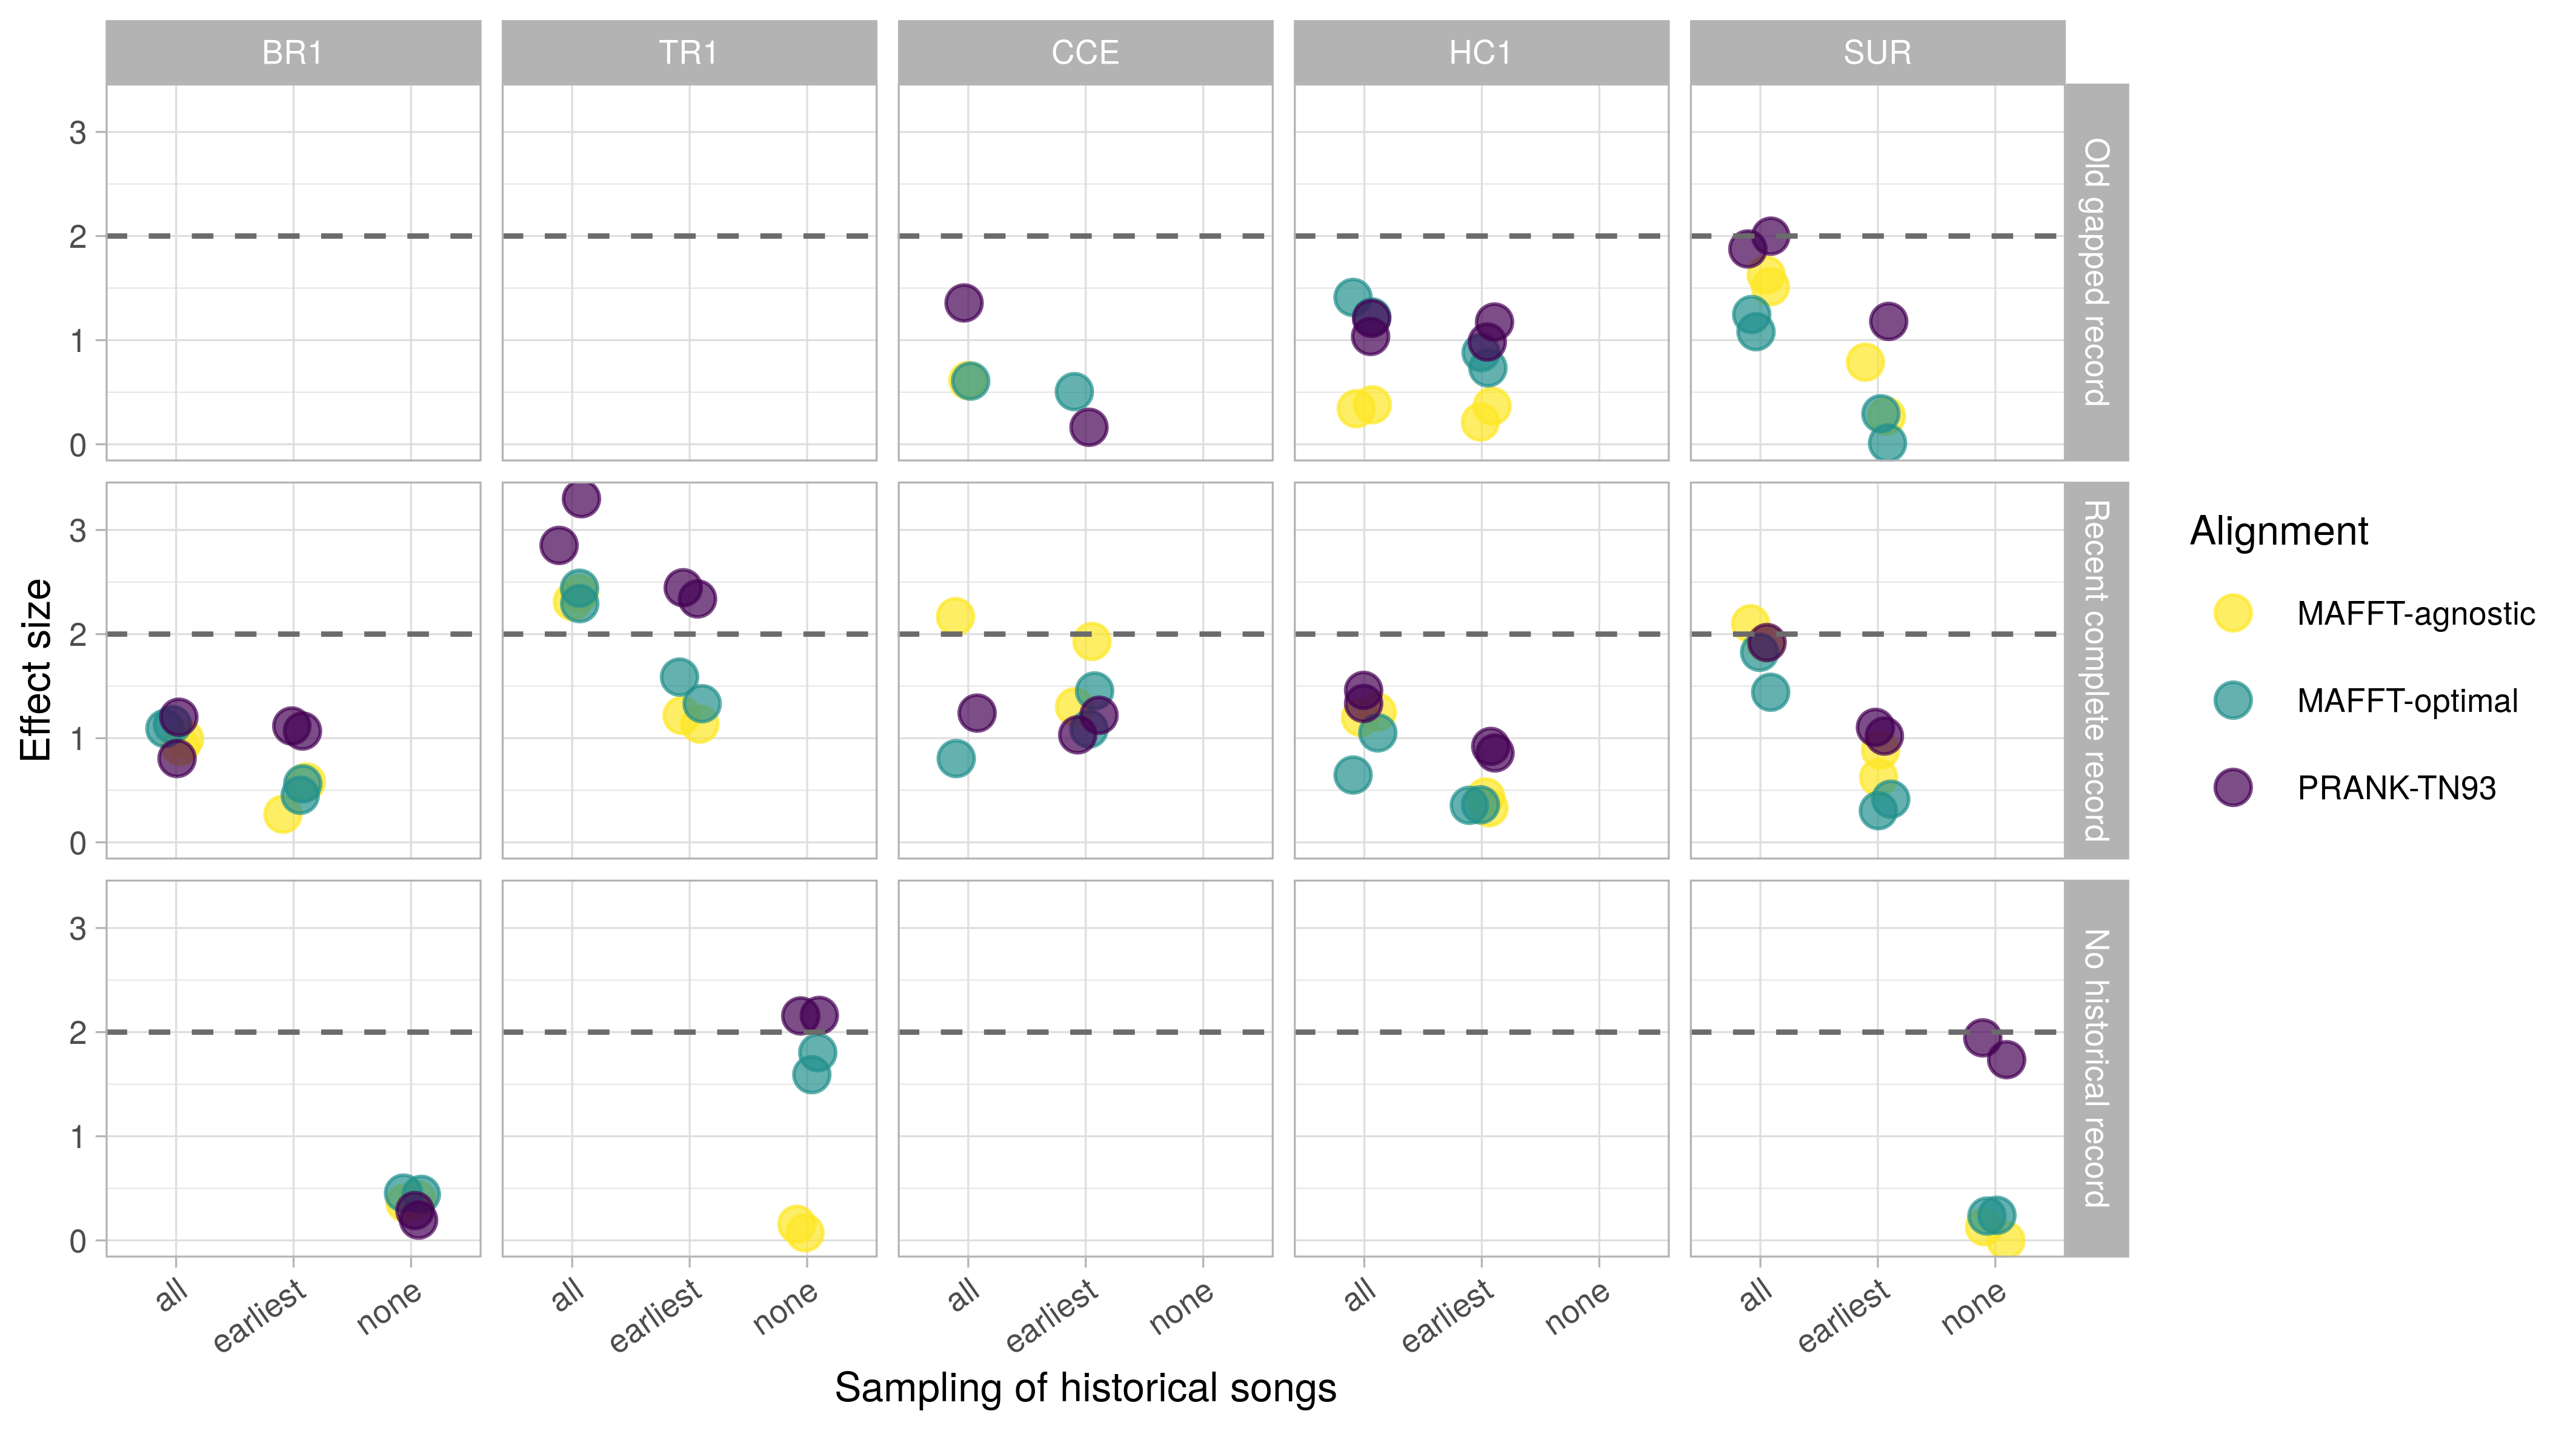 BR1 TR1 CCE HC1 SUR
3
2
1
0
Old gapped record
3
2
1
0
Recent complete record
3
2
1
0
No historical record
Effect size
all earliest none all earliest none all earliest none all earliest none all earliest none
Sampling of historical songs
Alignment
MAFFT-agnostic
MAFFT-optimal
PRANK-TN93